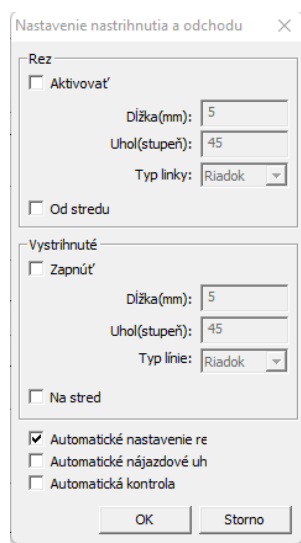 Nastavenie nastrihnutia a odchodu
Rez
Aktivovať
Dĺžka(mm): 5
Uhol(stupeň): 45
Typ linky: Riadok
Od stredu
Vystrihnuté
Zapnúť
Dĺžka(mm): 5
Uhol(stupeň): 45
Typ línie: Riadok
Na stred
Automatické nastavenie re
Automatické nájazdové uh
Automatická kontrola
OK Storno